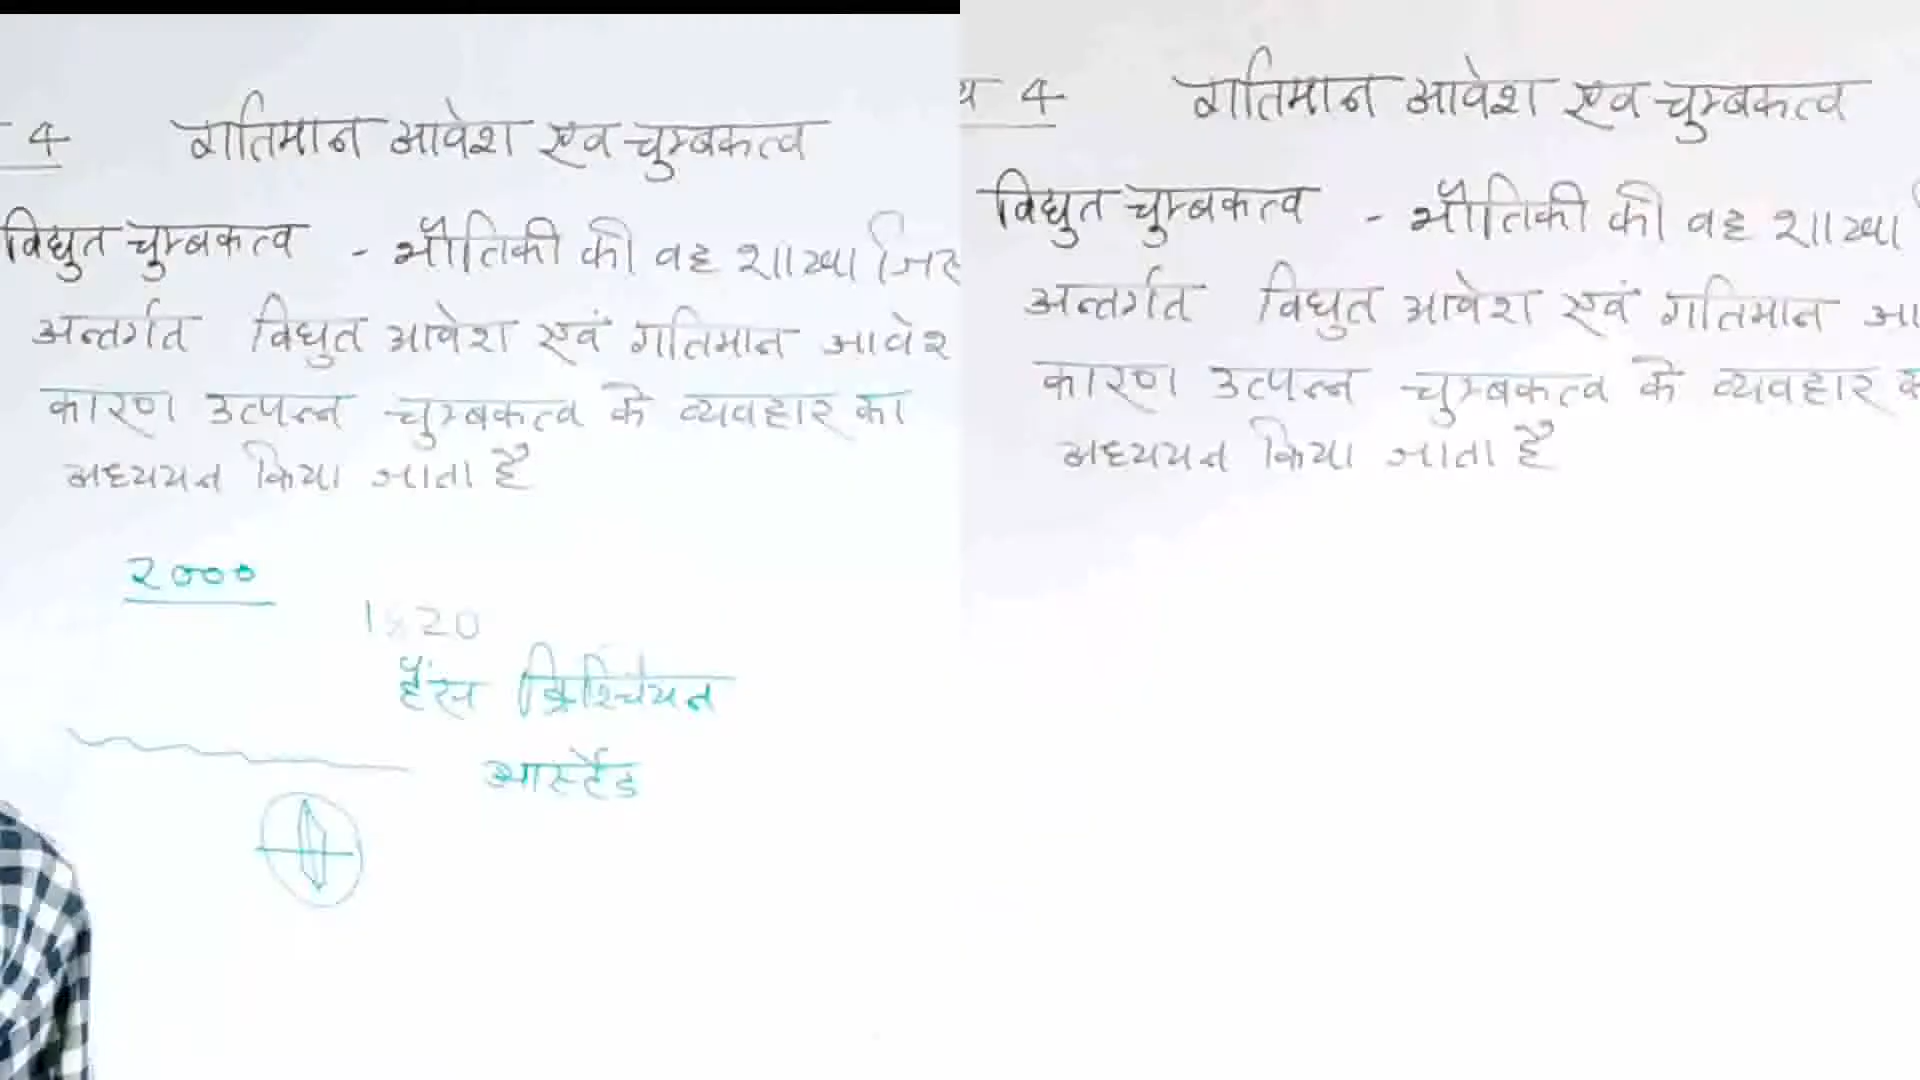 4 गतिमान आवेश एव चुम्बकत्व
विधुत चुम्बकत्व - भौतिकी की वह शाखा जिस
अन्तर्गत विधुत आवेश एवं गतिमान आवेश
कारण उत्पन्न चुम्बकत्व के व्यवहार का
अध्ययन किया जाता है
2000
1820
हैंस क्रिश्चियन
आर्स्टेड
य 4 गतिमान आवेश एव चुम्बकत्व
विधुत चुम्बकत्व - भौतिकी की वह शाखा
अन्तर्गत विधुत आवेश एवं गतिमान आ
कारण उत्पन्न चुम्बकत्व के व्यवहार क
अध्ययन किया जाता है